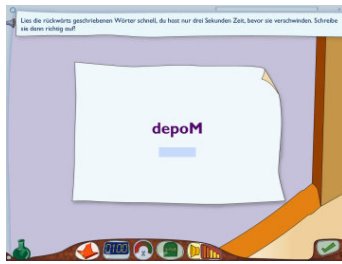 Lies die rückwärts geschriebenen Wörter schnell, du hast nur drei Sekunden Zeit, bevor sie verschwinden. Schreibe
sie dann richtig auf!
depoM